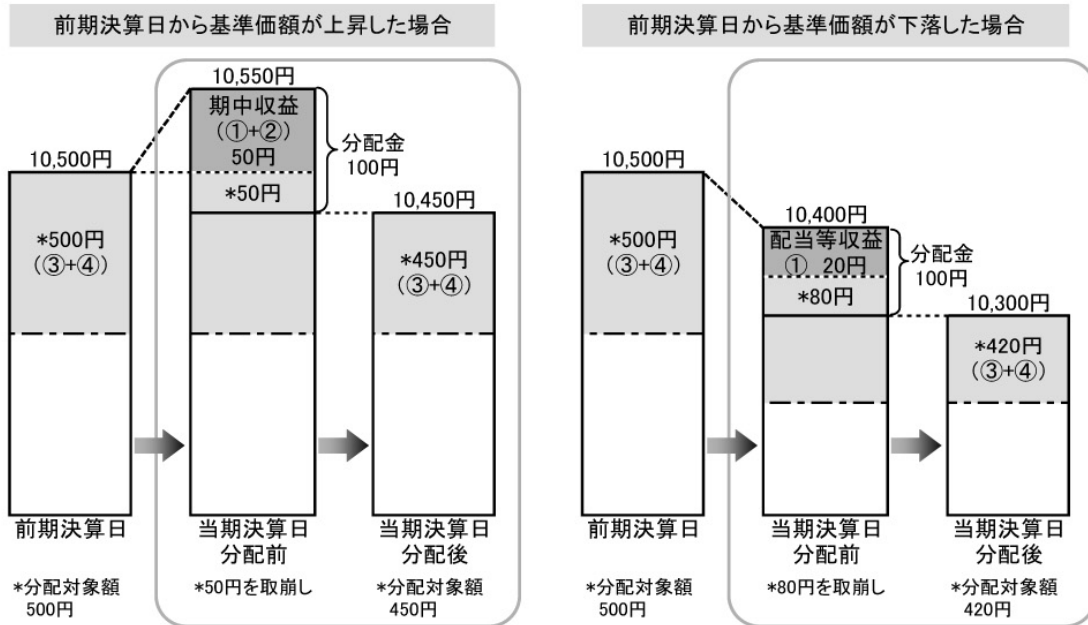 前期決算日から基準価額が上昇した場合
10,550円
期中収益
(①+②)
50円
*50円
分配金
100円
10,500円
*500円
(③+④)
10,450円
*450円
(③+④)
前期決算日
当期決算日
分配前
当期決算日
分配後
*分配対象額
500円
*50円を取崩し
*分配対象額
450円
前期決算日から基準価額が下落した場合
10,500円
*500円
(③+④)
10,400円
配当等収益
① 20円
*80円
分配金
100円
10,300円
*420円
(③+④)
前期決算日
当期決算日
分配前
当期決算日
分配後
*分配対象額
500円
*80円を取崩し
*分配対象額
420円